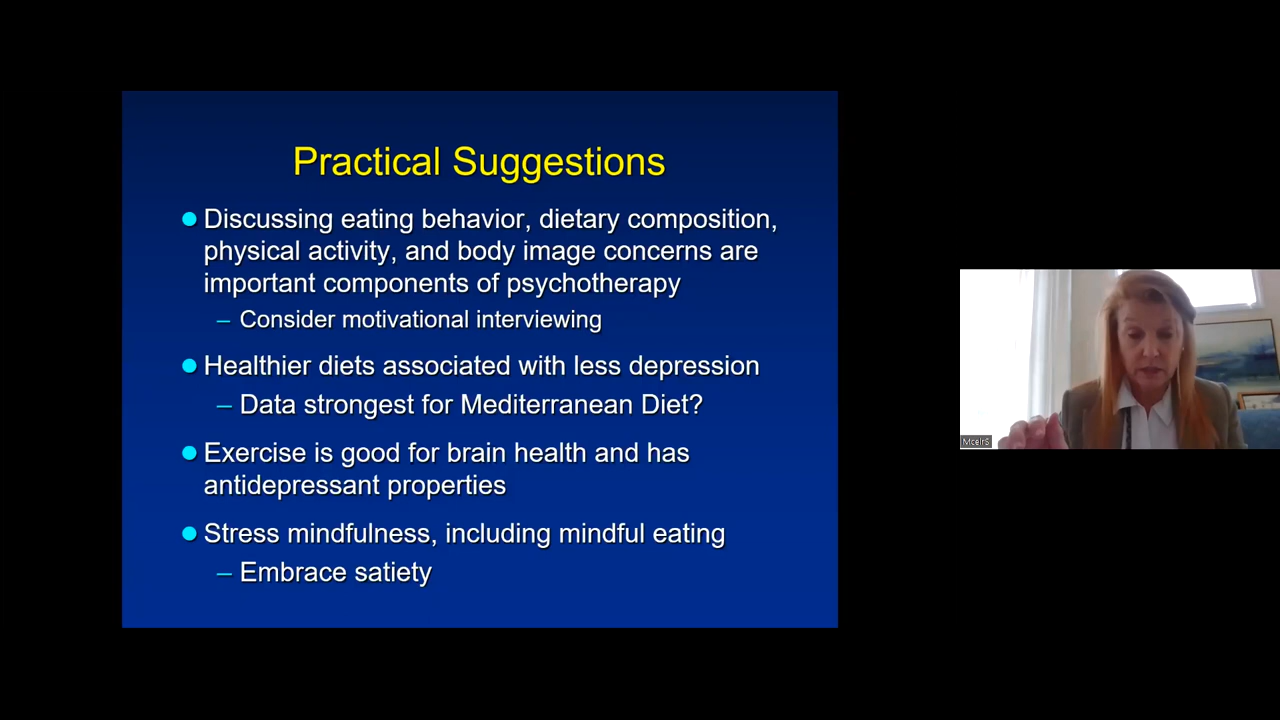 Practical Suggestions
● Discussing eating behavior, dietary composition,
physical activity, and body image concerns are
important components of psychotherapy
– Consider motivational interviewing
● Healthier diets associated with less depression
– Data strongest for Mediterranean Diet?
● Exercise is good for brain health and has
antidepressant properties
● Stress mindfulness, including mindful eating
– Embrace satiety
McelrS